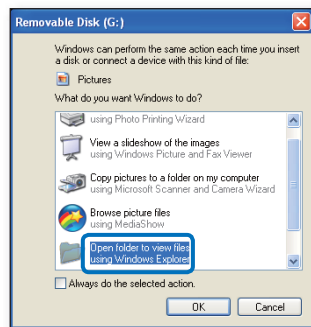 Removable Disk (G:)
Windows can perform the same action each time you insert
a disk or connect a device with this kind of file:
Pictures
What do you want Windows to do?
using Photo Printing Wizard
View a slideshow of the images
using Windows Picture and Fax Viewer
Copy pictures to a folder on my computer
using Microsoft Scanner and Camera Wizard
Browse picture files
using MediaShow
Open folder to view files
using Windows Explorer
Always do the selected action.
OK
Cancel